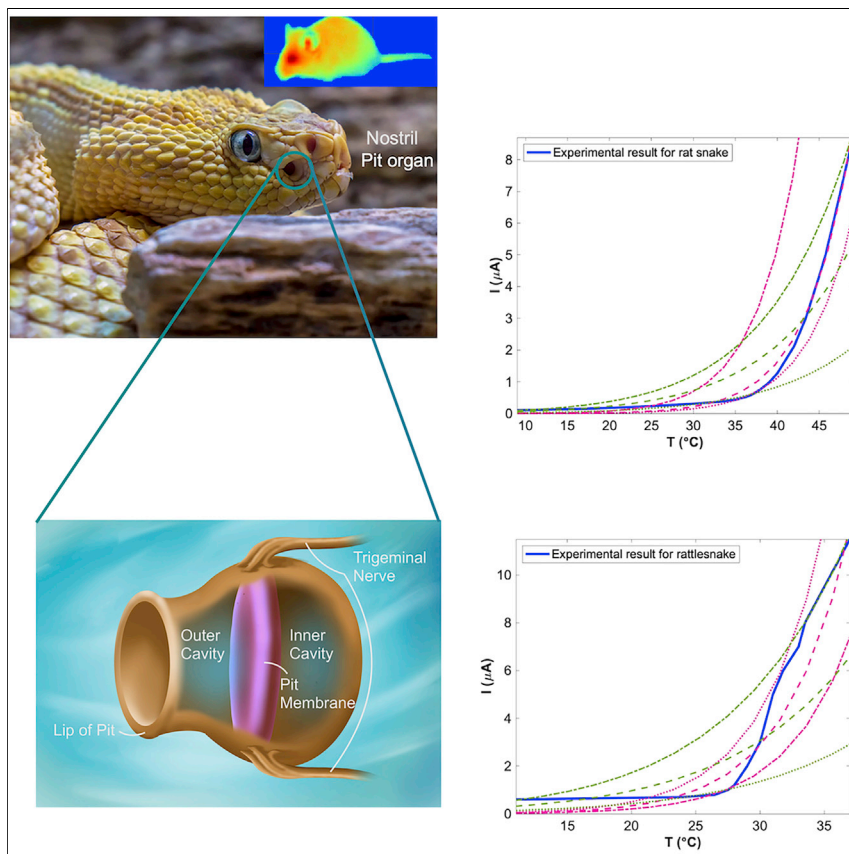 Nostril
Pit organ
Experimental result for rat snake
I (μA)
8
7
6
5
4
3
2
1
0
10 15 20 25 30 35 40 45
T (°C)
Trigeminal
Nerve
Outer
Cavity
Inner
Cavity
Pit
Membrane
Lip of Pit
Experimental result for rattlesnake
I (μA)
10
8
6
4
2
0
15 20 25 30 35
T (°C)